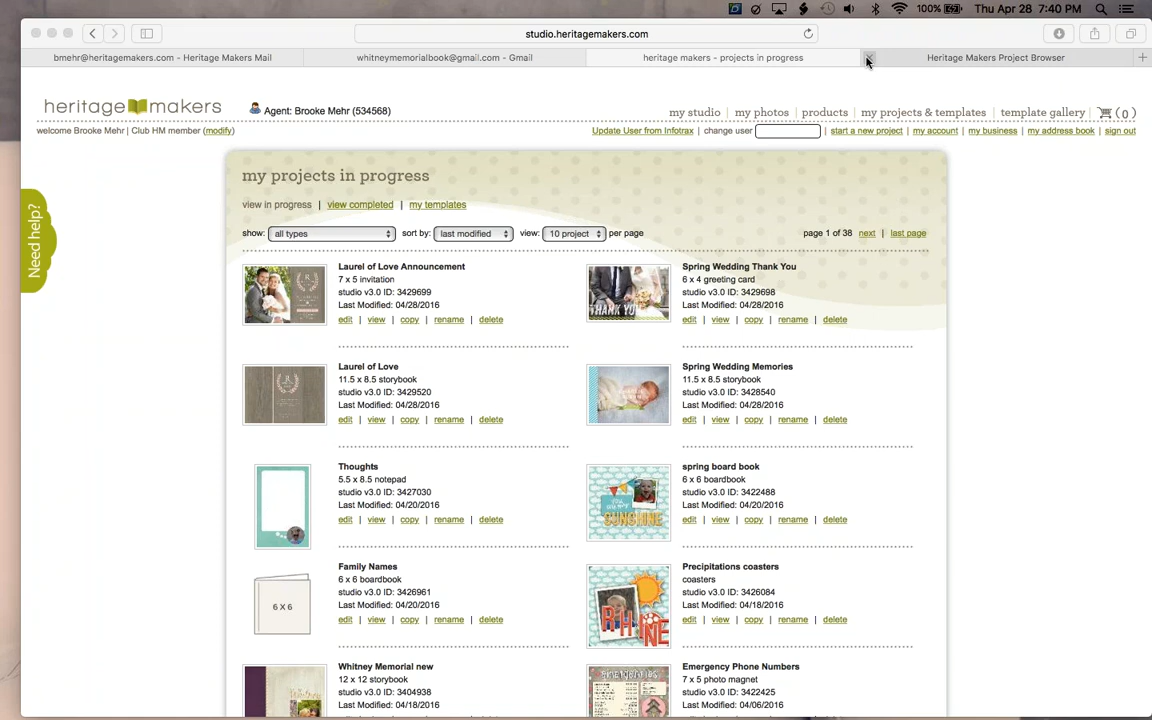 100% Thu Apr 28 7:40 PM
studio.heritagemakers.com
bmehr@heritagemakers.com - Heritage Makers Mail
whitneymemorialbook@gmail.com - Gmail
heritage makers - projects in progress
Heritage Makers Project Browser
heritage makers
Agent: Brooke Mehr (534568)
my studio | my photos | products | my projects & templates | template gallery (0)
welcome Brooke Mehr | Club HM member (modify)
Update User from Infotrax | change user | start a new project | my account | my business | my address book | sign out
Need help?
my projects in progress
view in progress | view completed | my templates
show: all types sort by: last modified view: 10 project per page page 1 of 38 next | last page
Laurel of Love Announcement
7 x 5 invitation
studio v3.0 ID: 3429699
Last Modified: 04/28/2016
edit | view | copy | rename | delete
THANK YOU
Spring Wedding Thank You
6 x 4 greeting card
studio v3.0 ID: 3429698
Last Modified: 04/28/2016
edit | view | copy | rename | delete
Laurel of Love
11.5 x 8.5 storybook
studio v3.0 ID: 3429520
Last Modified: 04/28/2016
edit | view | copy | rename | delete
Spring Wedding Memories
11.5 x 8.5 storybook
studio v3.0 ID: 3428540
Last Modified: 04/28/2016
edit | view | copy | rename | delete
Thoughts
5.5 x 8.5 notepad
studio v3.0 ID: 3427030
Last Modified: 04/20/2016
edit | view | copy | rename | delete
SUNSHINE
spring board book
6 x 6 boardbook
studio v3.0 ID: 3422488
Last Modified: 04/20/2016
edit | view | copy | rename | delete
6 X 6
Family Names
6 x 6 boardbook
studio v3.0 ID: 3426961
Last Modified: 04/20/2016
edit | view | copy | rename | delete
Precipitations coasters
coasters
studio v3.0 ID: 3426084
Last Modified: 04/18/2016
edit | view | copy | rename | delete
Whitney Memorial new
12 x 12 storybook
studio v3.0 ID: 3404938
Last Modified: 04/18/2016
Emergency Phone Numbers
7 x 5 photo magnet
studio v3.0 ID: 3422425
Last Modified: 04/06/2016